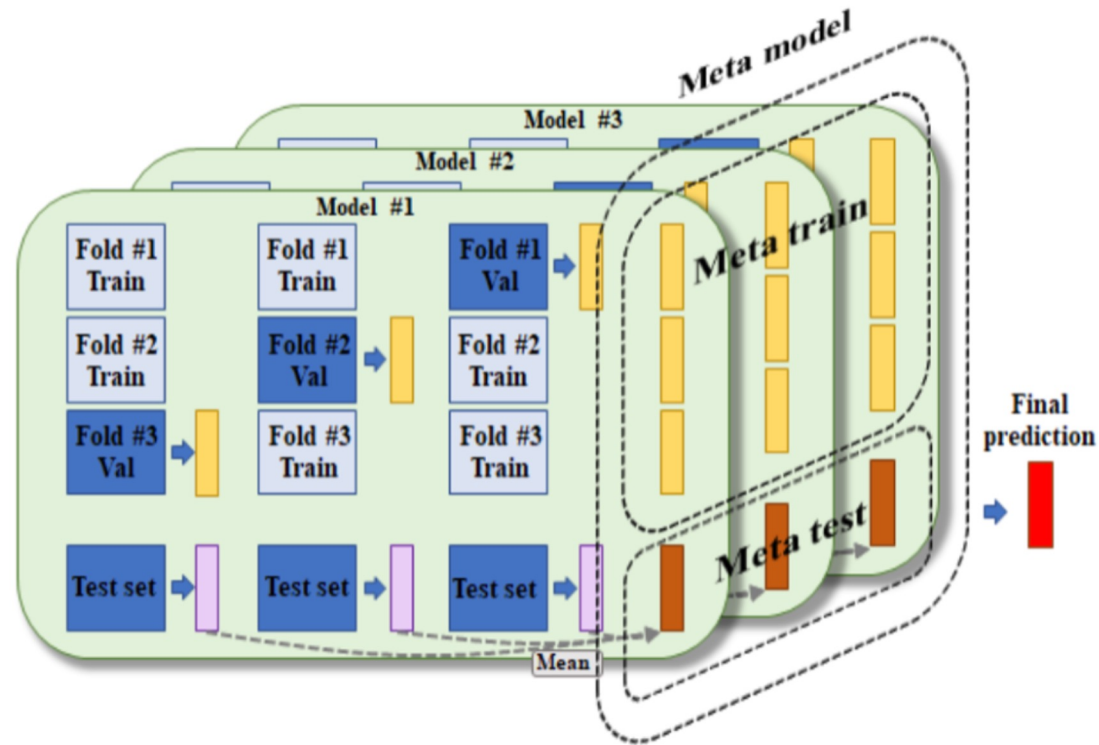 Meta model
Model #3
Model #2
Model #1
Fold #1
Train
Fold #1
Train
Fold #1
Val
Meta train
Fold #2
Train
Fold #2
Val
Fold #2
Train
Fold #3
Val
Fold #3
Train
Fold #3
Train
Final
prediction
Meta test
Test set
Test set
Test set
Mean